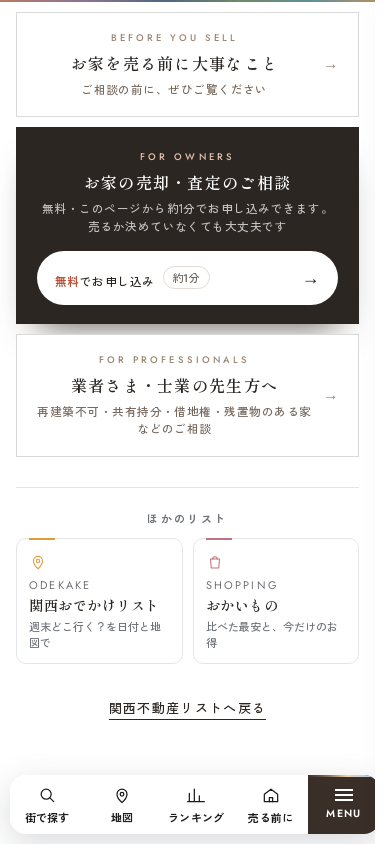 BEFORE YOU SELL
お家を売る前に大事なこと
→
ご相談の前に、ぜひご覧ください
FOR OWNERS
お家の売却・査定のご相談
無料・このページから約1分でお申し込みできます。
売るか決めていなくても大丈夫です
無料でお申し込み 約1分 →
FOR PROFESSIONALS
業者さま・士業の先生方へ
→
再建築不可・共有持分・借地権・残置物のある家
などのご相談
ほかのリスト
ODEKAKE
関西おでかけリスト
週末どこ行く？を日付と地
図で
SHOPPING
おかいもの
比べた最安と、今だけのお
得
関西不動産リストへ戻る
街で探す 地図 ランキング 売る前に MENU